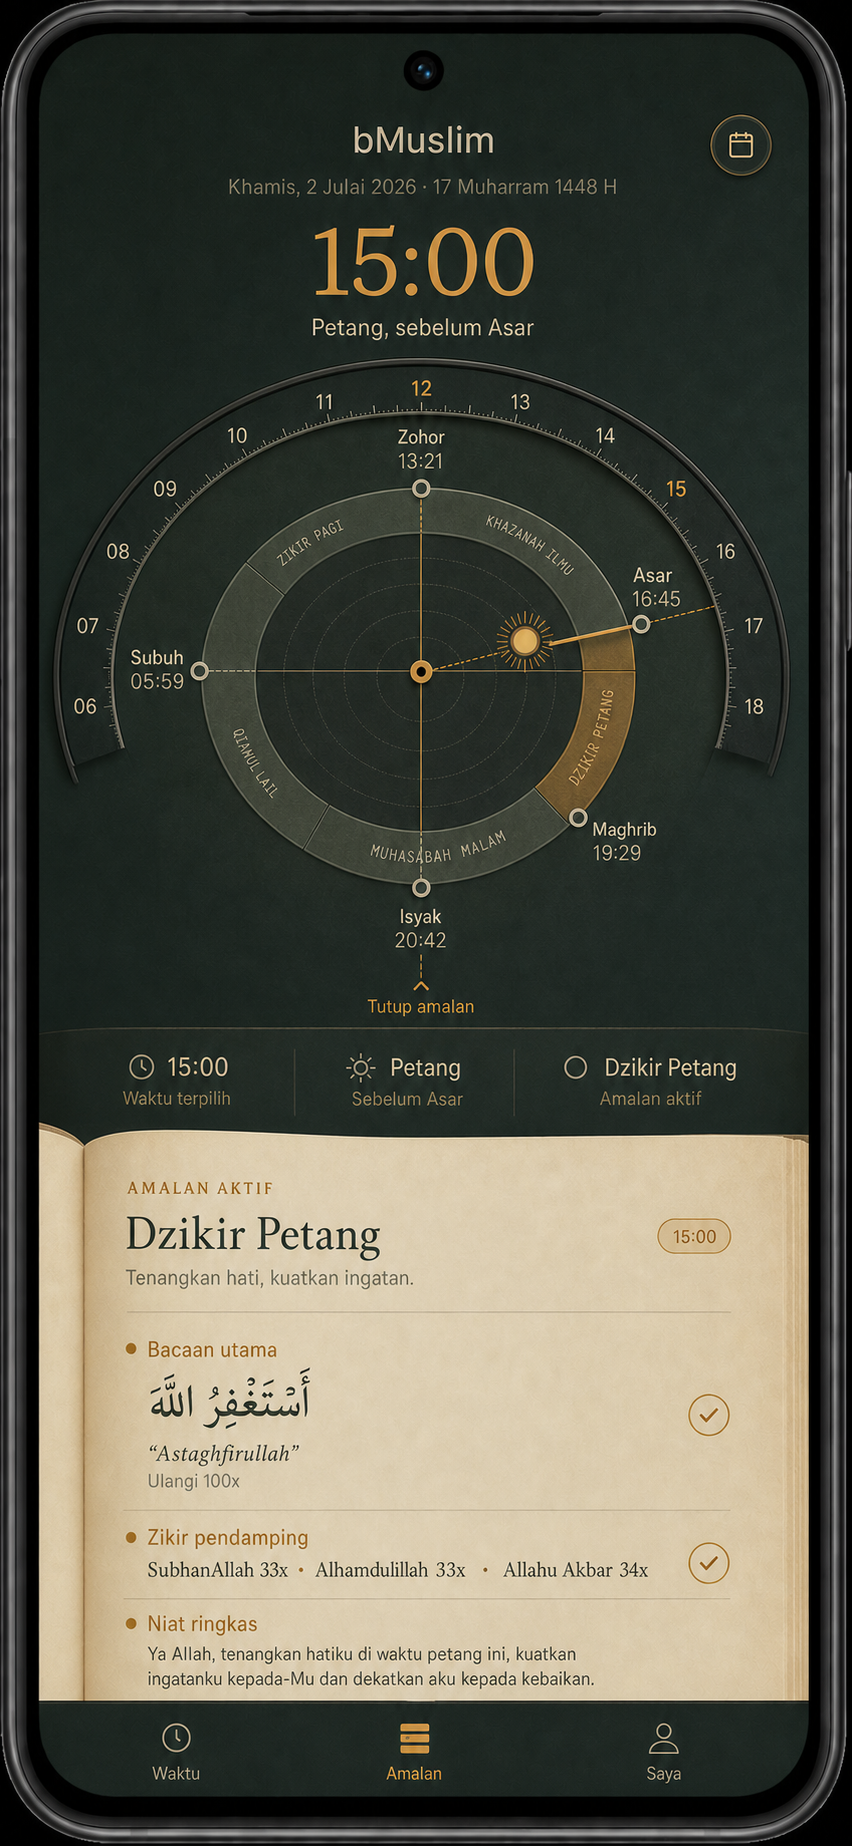 bMuslim
Khamis, 2 Julai 2026 · 17 Muharram 1448 H
15:00
Petang, sebelum Asar
06
07
08
09
10
11
12
13
14
15
16
17
18
Zohor
13:21
Asar
16:45
Subuh
05:59
Maghrib
19:29
Isyak
20:42
ZIKIR PAGI
KHAZANAH ILMU
DZIKIR PETANG
MUHASABAH MALAM
QIAMUL LAIL
Tutup amalan
15:00
Waktu terpilih
Petang
Sebelum Asar
Dzikir Petang
Amalan aktif
AMALAN AKTIF
Dzikir Petang
15:00
Tenangkan hati, kuatkan ingatan.
Bacaan utama
أَسْتَغْفِرُ اللَّهَ
“Astaghfirullah”
Ulangi 100x
Zikir pendamping
SubhanAllah 33x • Alhamdulillah 33x • Allahu Akbar 34x
Niat ringkas
Ya Allah, tenangkan hatiku di waktu petang ini, kuatkan
ingatanku kepada-Mu dan dekatkan aku kepada kebaikan.
Waktu
Amalan
Saya